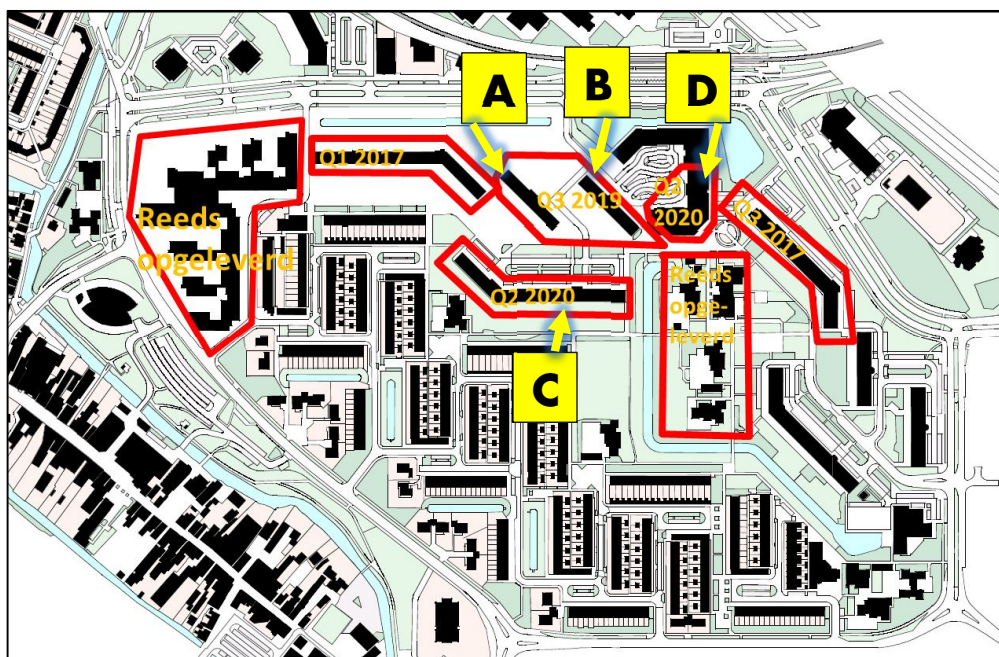 A
B
D
Q1 2017
Q3 2019
Q2
2020
Q3 2017
Reeds
opgeleverd
Q2 2020
Reeds
opge-
leverd
C